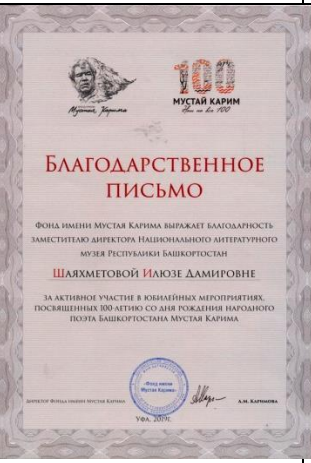 Мустая Карима
100
МУСТАЙ КАРИМ
БЛАГОДАРСТВЕННОЕ
ПИСЬМО
ФОНД ИМЕНИ МУСТАЯ КАРИМА ВЫРАЖАЕТ БЛАГОДАРНОСТЬ
ЗАМЕСТИТЕЛЮ ДИРЕКТОРА НАЦИОНАЛЬНОГО ЛИТЕРАТУРНОГО
МУЗЕЯ РЕСПУБЛИКИ БАШКОРТОСТАН
ШАЯХМЕТОВОЙ ИЛЮЗЕ ДАМИРОВНЕ
ЗА АКТИВНОЕ УЧАСТИЕ В ЮБИЛЕЙНЫХ МЕРОПРИЯТИЯХ,
ПОСВЯЩЕННЫХ 100-ЛЕТИЮ СО ДНЯ РОЖДЕНИЯ НАРОДНОГО
ПОЭТА БАШКОРТОСТАНА МУСТАЯ КАРИМА
«Фонд имени
Мустая Карима»
ДИРЕКТОР ФОНДА ИМЕНИ МУСТАЯ КАРИМА
А.М. КАРИМОВА
УФА, 2019Г.